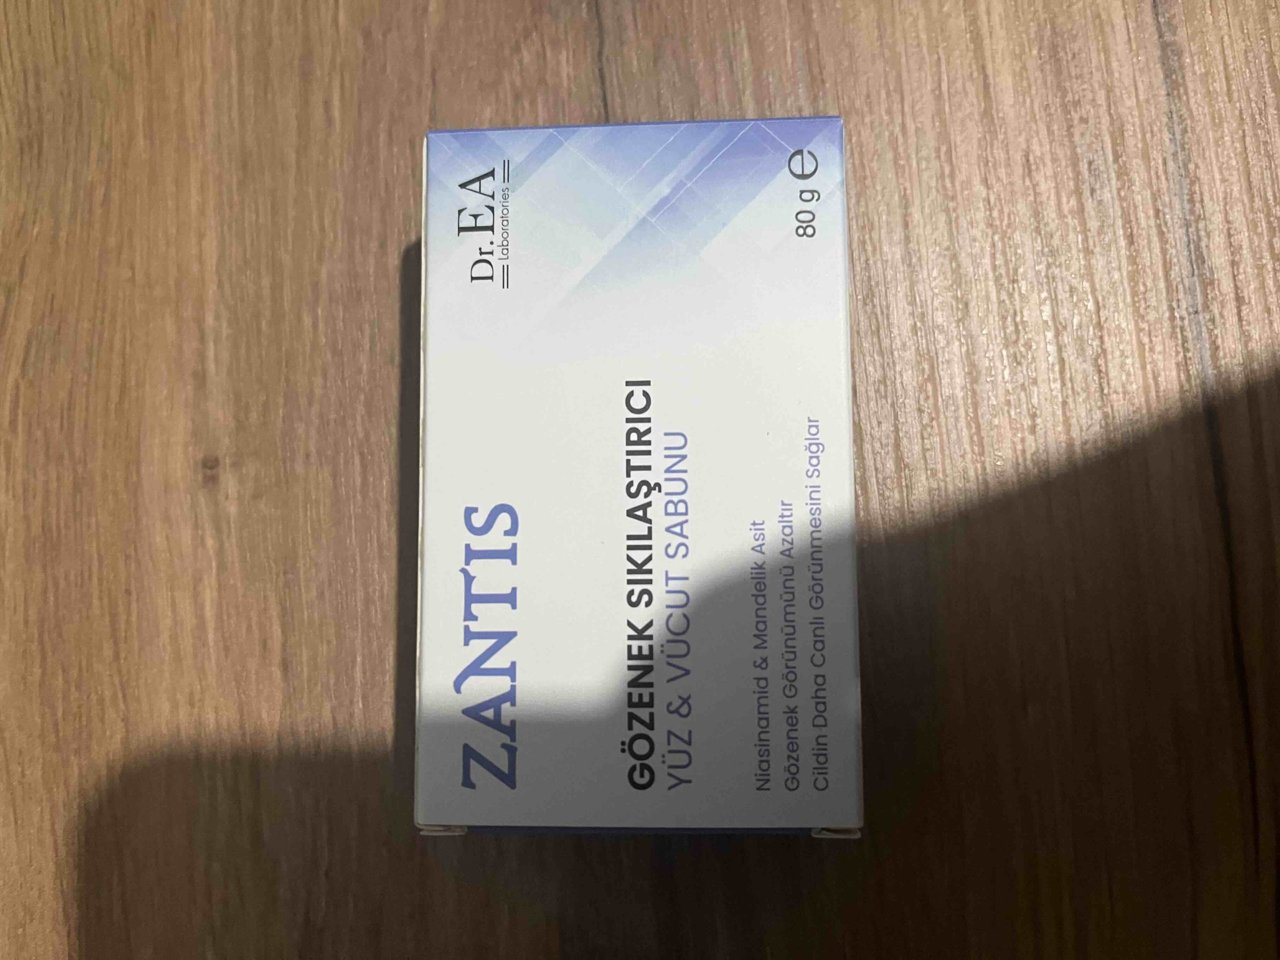 Dr.EA
Laboratories
ZANTIS
GÖZENEK SIKILAŞTIRICI
YÜZ & VÜCUT SABUNU
Niasinamid & Mandelik Asit
Gözenek Görünümünü Azaltır
Cildin Daha Canlı Görünmesini Sağlar
80 g ℮